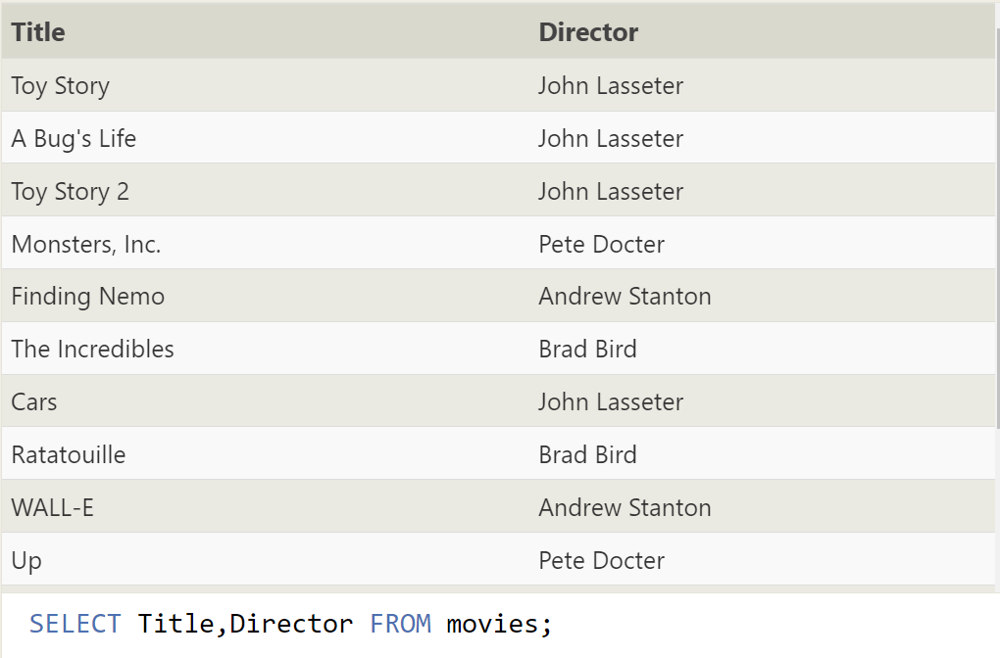 Title Director
Toy Story John Lasseter
A Bug's Life John Lasseter
Toy Story 2 John Lasseter
Monsters, Inc. Pete Docter
Finding Nemo Andrew Stanton
The Incredibles Brad Bird
Cars John Lasseter
Ratatouille Brad Bird
WALL-E Andrew Stanton
Up Pete Docter
SELECT Title,Director FROM movies;